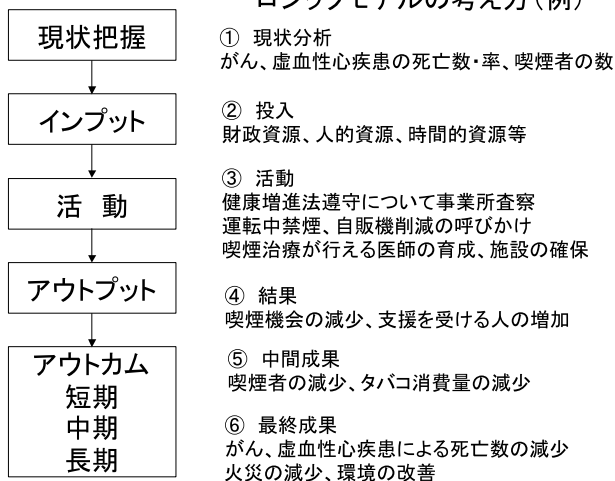 ロジックモデルの考え方(例)
現状把握
① 現状分析
がん、虚血性心疾患の死亡数・率、喫煙者の数
インプット
② 投入
財政資源、人的資源、時間的資源等
活 動
③ 活動
健康増進法遵守について事業所査察
運転中禁煙、自販機削減の呼びかけ
喫煙治療が行える医師の育成、施設の確保
アウトプット
④ 結果
喫煙機会の減少、支援を受ける人の増加
アウトカム
短期
中期
長期
⑤ 中間成果
喫煙者の減少、タバコ消費量の減少
⑥ 最終成果
がん、虚血性心疾患による死亡数の減少
火災の減少、環境の改善